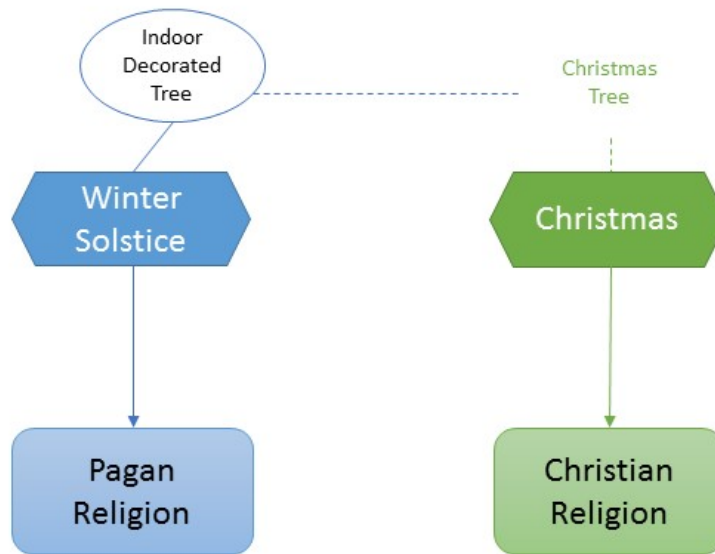 Indoor
Decorated
Tree
Christmas
Tree
Winter
Solstice
Christmas
Pagan
Religion
Christian
Religion